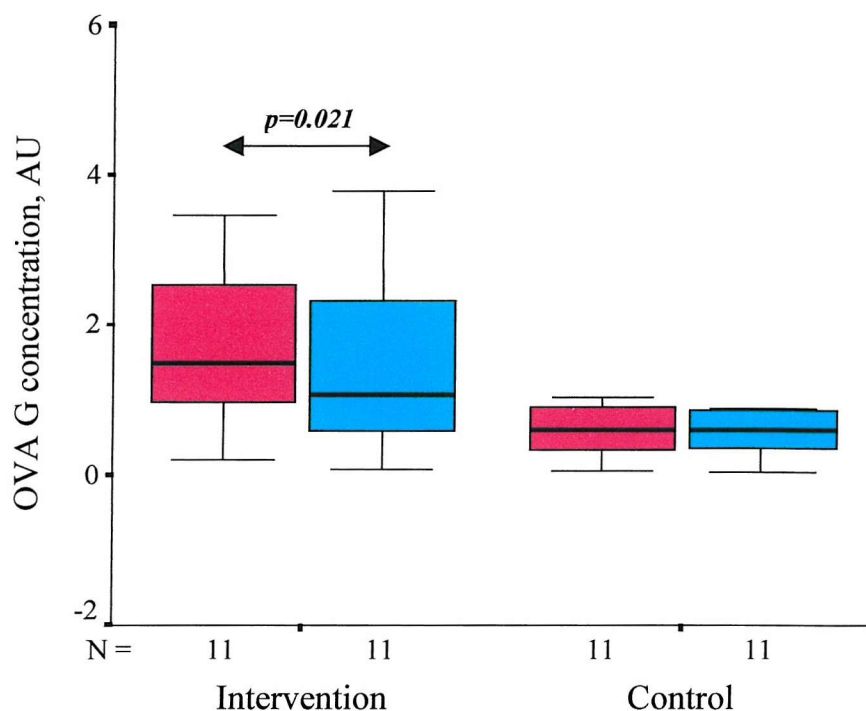 OVA G concentration, AU
6
4
2
0
-2
p=0.021
N = 11 11 11 11
Intervention Control